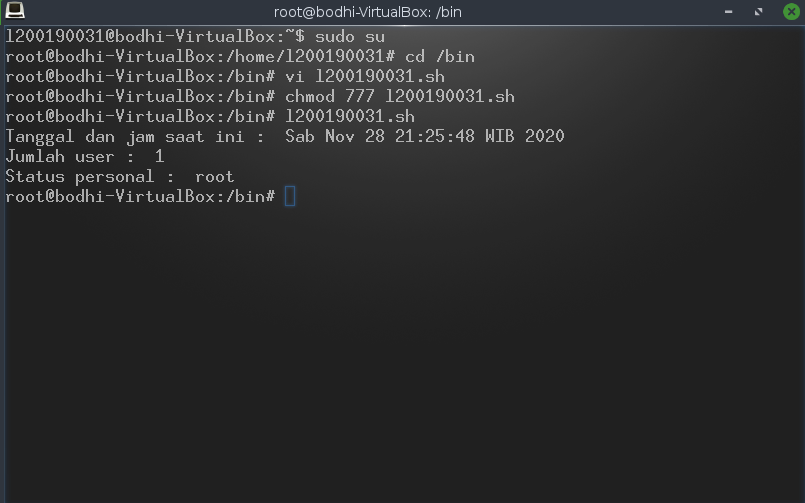 root@bodhi-VirtualBox: /bin
l200190031@bodhi-VirtualBox:~$ sudo su
root@bodhi-VirtualBox:/home/l200190031# cd /bin
root@bodhi-VirtualBox:/bin# vi l200190031.sh
root@bodhi-VirtualBox:/bin# chmod 777 l200190031.sh
root@bodhi-VirtualBox:/bin# l200190031.sh
Tanggal dan jam saat ini :  Sab Nov 28 21:25:48 WIB 2020
Jumlah user :  1
Status personal :  root
root@bodhi-VirtualBox:/bin#